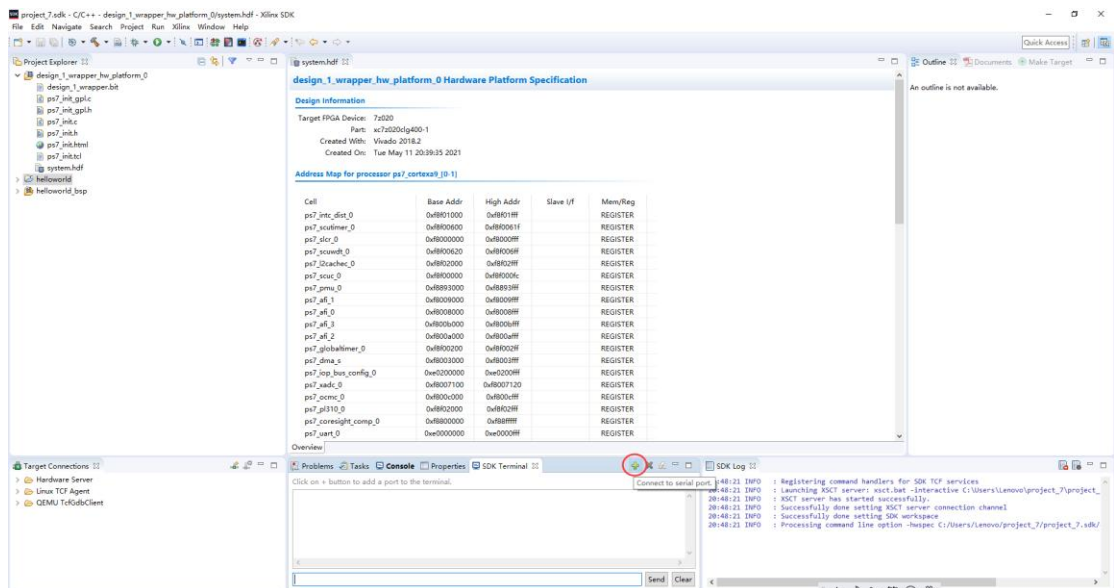 project_7.sdk - C/C++ - design_1_wrapper_hw_platform_0/system.hdf - Xilinx SDK
File Edit Navigate Search Project Run Xilinx Window Help
Quick Access
Project Explorer
design_1_wrapper_hw_platform_0
design_1_wrapper.bit
ps7_init_gpl.c
ps7_init_gpl.h
ps7_init.c
ps7_init.h
ps7_init.html
ps7_init.tcl
system.hdf
helloworld
helloworld_bsp
system.hdf
design_1_wrapper_hw_platform_0 Hardware Platform Specification
Design Information
Target FPGA Device: 7z020
Part: xc7z020clg400-1
Created With: Vivado 2018.2
Created On: Tue May 11 20:39:35 2021
Address Map for processor ps7_cortexa9_[0-1]
Cell Base Addr High Addr Slave I/f Mem/Reg
ps7_intc_dist_0 0xf8f01000 0xf8f01fff REGISTER
ps7_scutimer_0 0xf8f00600 0xf8f0061f REGISTER
ps7_slcr_0 0xf8000000 0xf8000fff REGISTER
ps7_scuwdt_0 0xf8f00620 0xf8f006ff REGISTER
ps7_l2cachec_0 0xf8f02000 0xf8f02fff REGISTER
ps7_scuc_0 0xf8f00000 0xf8f000fc REGISTER
ps7_pmu_0 0xf8893000 0xf8893fff REGISTER
ps7_afi_1 0xf8009000 0xf8009fff REGISTER
ps7_afi_0 0xf8008000 0xf8008fff REGISTER
ps7_afi_3 0xf800b000 0xf800bfff REGISTER
ps7_afi_2 0xf800a000 0xf800afff REGISTER
ps7_globaltimer_0 0xf8f00200 0xf8f002ff REGISTER
ps7_dma_s 0xf8003000 0xf8003fff REGISTER
ps7_iop_bus_config_0 0xe0200000 0xe0200fff REGISTER
ps7_xadc_0 0xf8007100 0xf8007120 REGISTER
ps7_ocmc_0 0xf800c000 0xf800cfff REGISTER
ps7_pl310_0 0xf8f02000 0xf8f02fff REGISTER
ps7_coresight_comp_0 0xf8800000 0xf88fffff REGISTER
ps7_uart_0 0xe0000000 0xe0000fff REGISTER
Overview
Outline Documents Make Target
An outline is not available.
Target Connections
Hardware Server
Linux TCF Agent
QEMU TcfGdbClient
Problems Tasks Console Properties SDK Terminal
Click on + button to add a port to the terminal.
Connect to serial port.
Send Clear
SDK Log
:48:21 INFO : Registering command handlers for SDK TCF services
20:48:21 INFO : Launching XSCT server: xsct.bat -interactive C:\Users\Lenovo\project_7\project_
20:48:21 INFO : XSCT server has started successfully.
20:48:21 INFO : Successfully done setting XSCT server connection channel
20:48:21 INFO : Successfully done setting SDK workspace
20:48:21 INFO : Processing command line option -hwspec C:/Users/Lenovo/project_7/project_7.sdk/